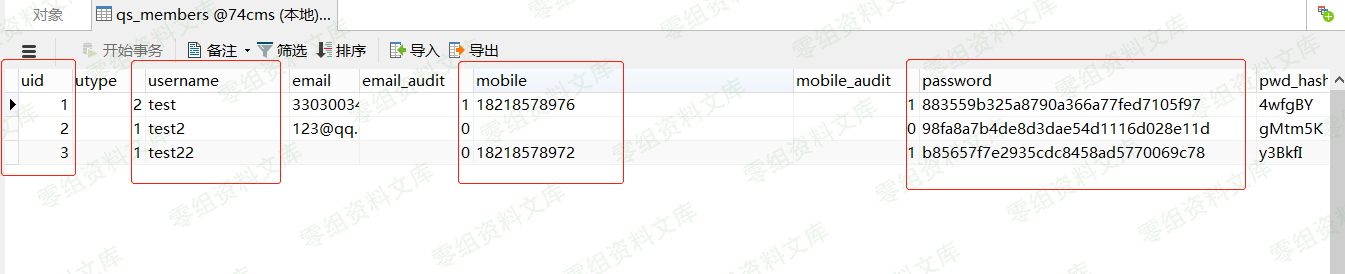 对象 qs_members @74cms (本地)...
开始事务 备注 筛选 排序 导入 导出
uid utype username email email_audit mobile mobile_audit password pwd_hash
1 2 test 33030034 1 18218578976 1 883559b325a8790a366a77fed7105f97 4wfgBY
2 1 test2 123@qq. 0 0 98fa8a7b4de8d3dae54d1116d028e11d gMtm5K
3 1 test22 0 18218578972 1 b85657f7e2935cdc8458ad5770069c78 y3BkfI
零组资料文库